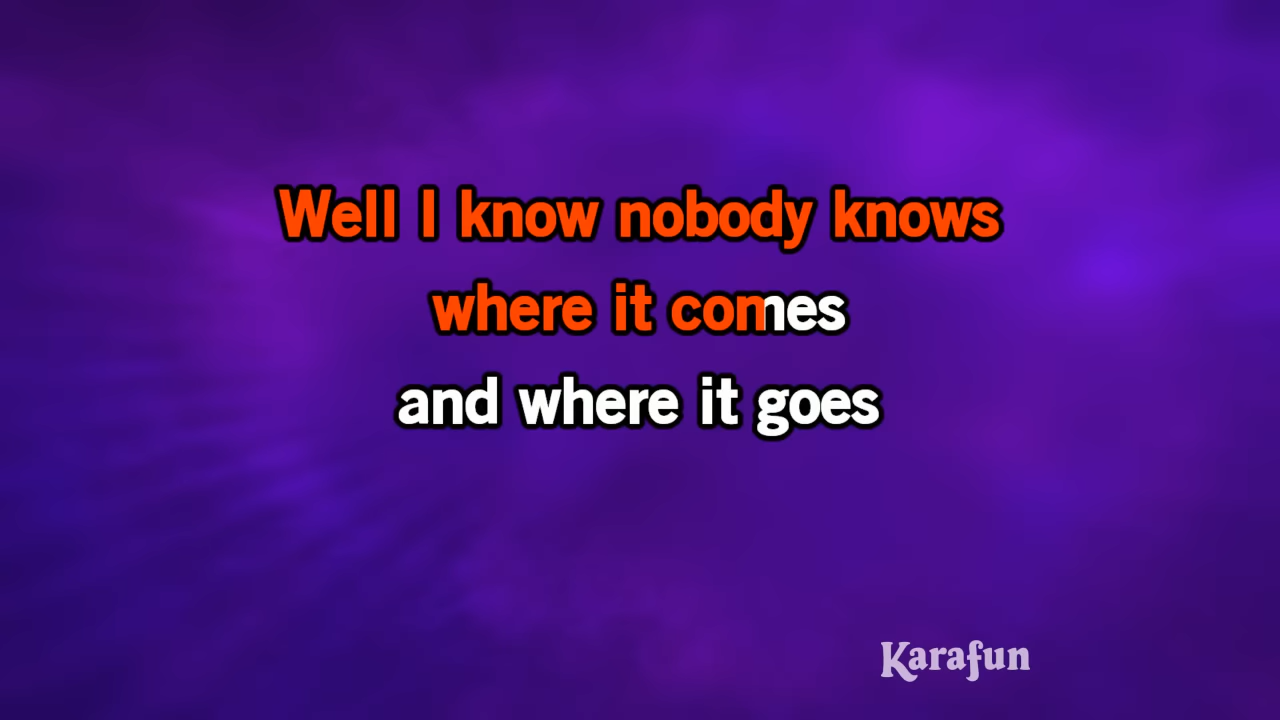 Well I know nobody knows
where it comes
and where it goes
Karafun